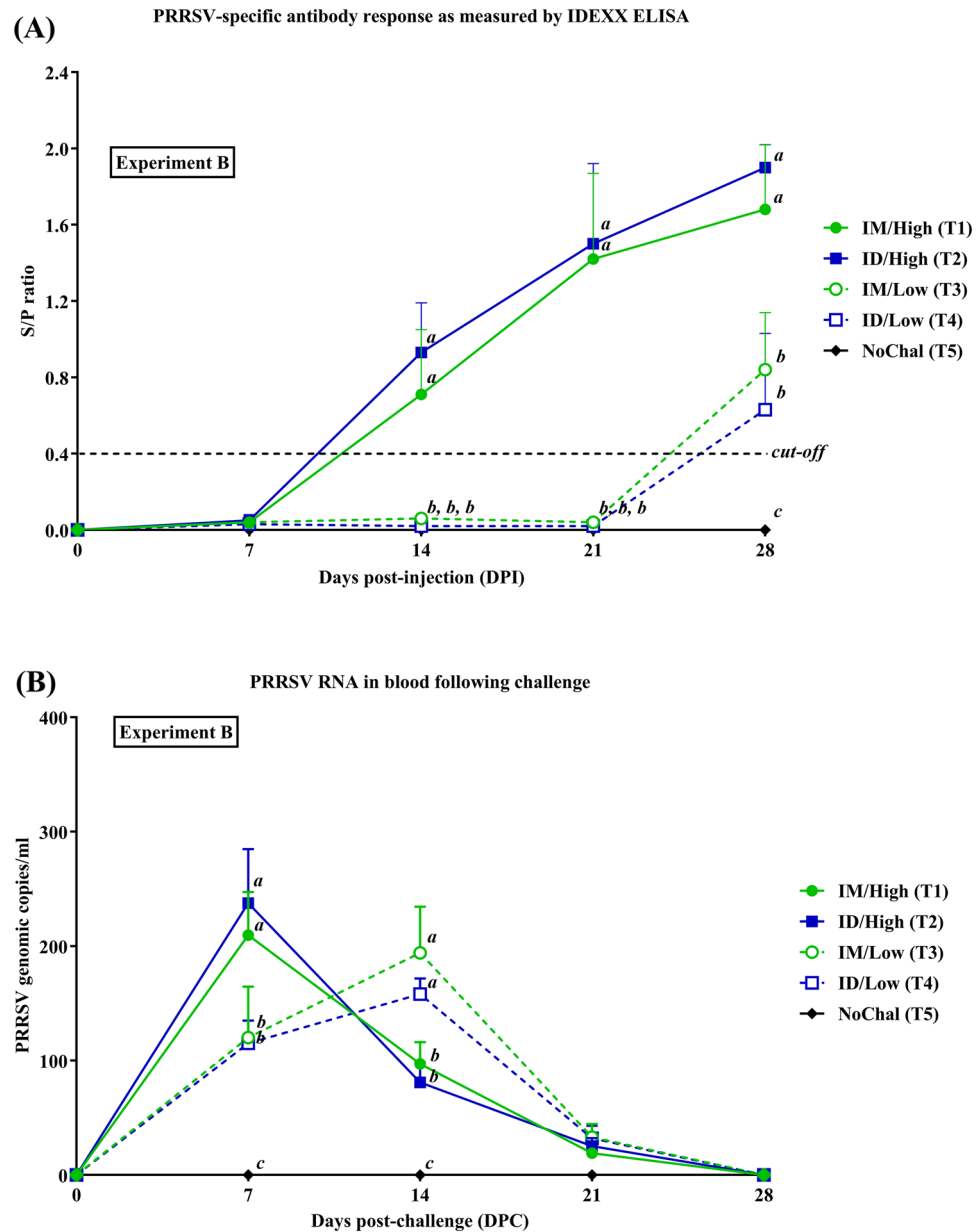 (A)
PRRSV-specific antibody response as measured by IDEXX ELISA
2.4
2.0
1.6
1.2
0.8
0.4
0.0
S/P ratio
Experiment B
a
a
a
a
a
a
b
b
cut-off
b, b, b
b, b, b
c
0
7
14
21
28
Days post-injection (DPI)
IM/High (T1)
ID/High (T2)
IM/Low (T3)
ID/Low (T4)
NoChal (T5)
(B)
PRRSV RNA in blood following challenge
400
300
200
100
0
PRRSV genomic copies/ml
Experiment B
a
a
b
b
c
a
a
b
b
c
0
7
14
21
28
Days post-challenge (DPC)
IM/High (T1)
ID/High (T2)
IM/Low (T3)
ID/Low (T4)
NoChal (T5)